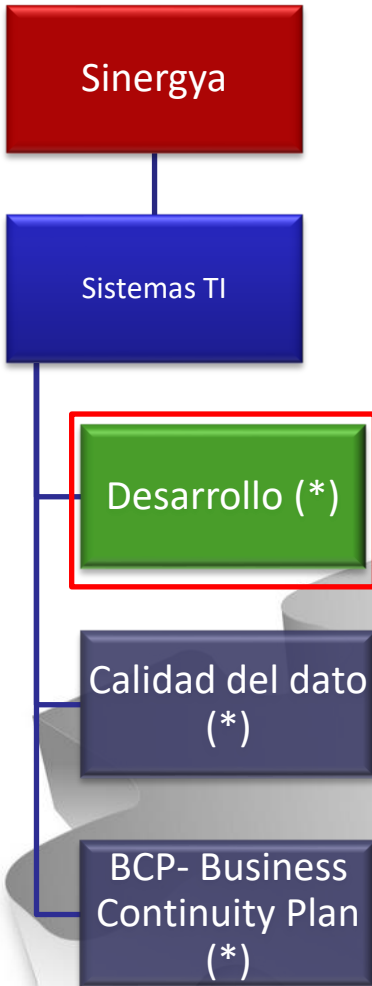 Sinergya
Sistemas TI
Desarrollo (*)
Calidad del dato
(*)
BCP- Business
Continuity Plan
(*)